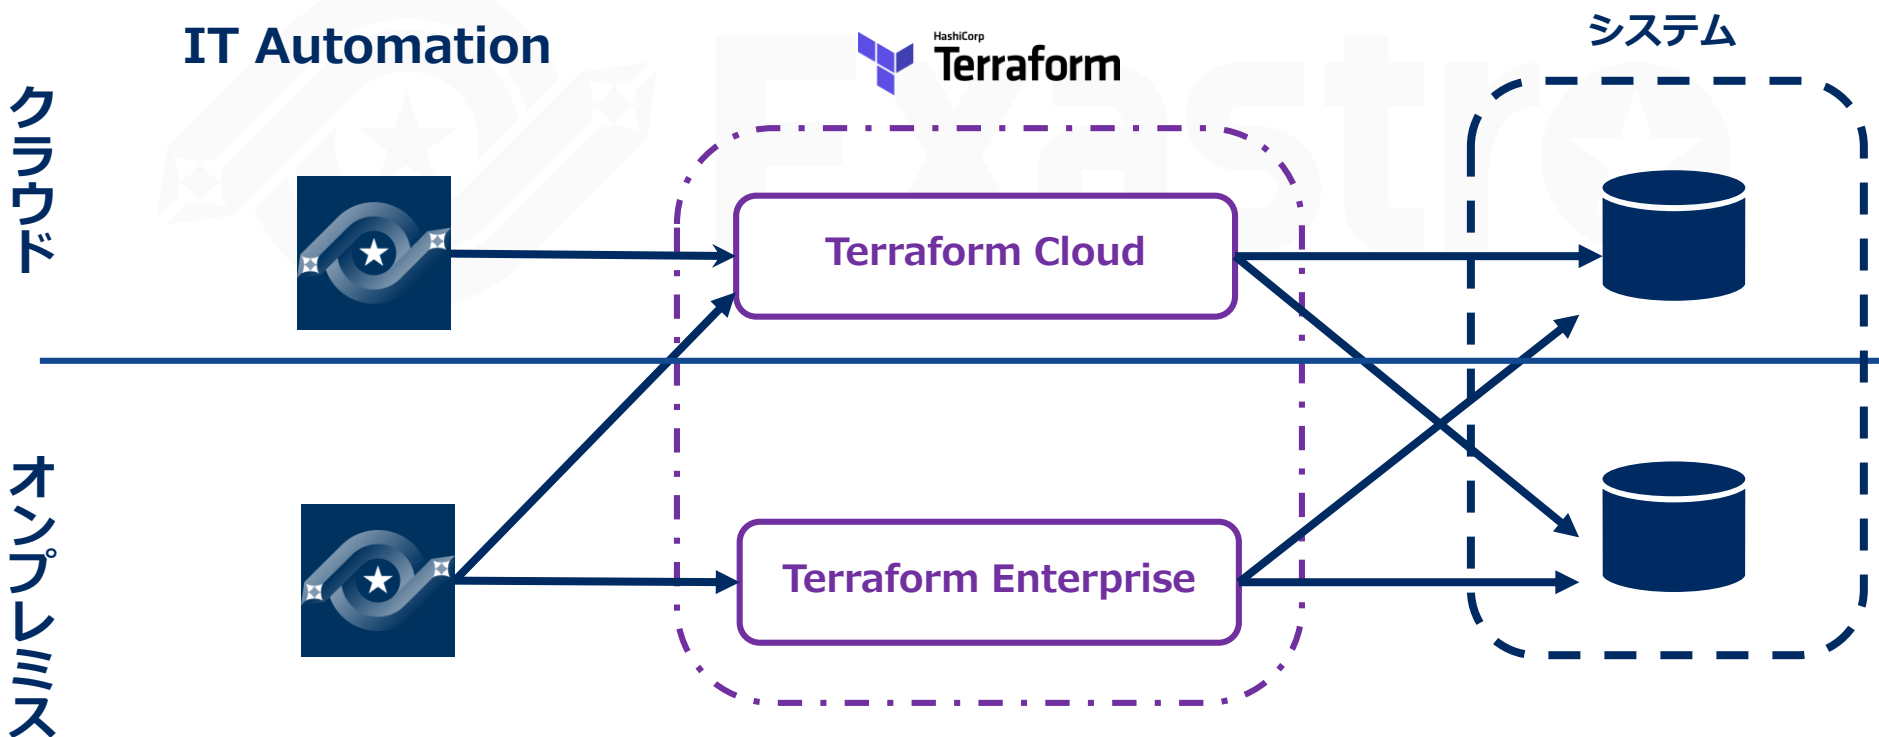 IT Automation
HashiCorp
Terraform
システム
クラウド
Terraform Cloud
オンプレミス
Terraform Enterprise
Exastro